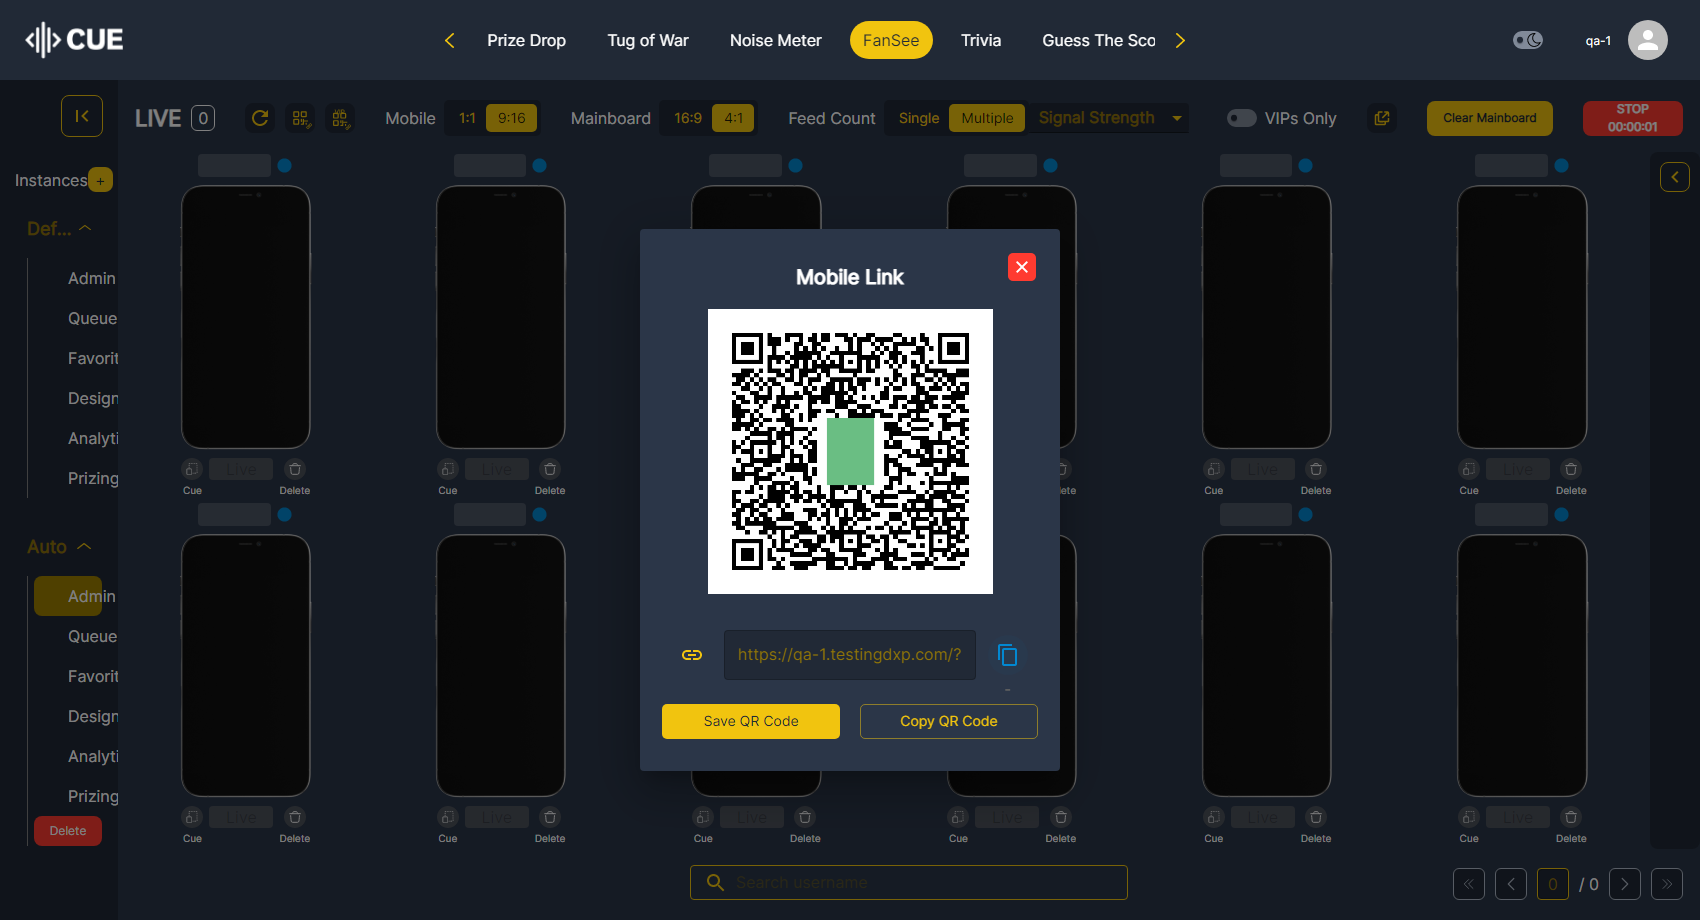 CUE
Prize Drop
Tug of War
Noise Meter
FanSee
Trivia
Guess The Sco
qa-1
LIVE 0
Mobile
1:1
9:16
Mainboard
16:9
4:1
Feed Count
Single
Multiple
Signal Strength
VIPs Only
Clear Mainboard
STOP
00:00:01
Instances +
Def...
Admin
Queue
Favorit
Design
Analyti
Prizing
Auto
Admin
Queue
Favorit
Design
Analyti
Prizing
Delete
Live
Cue
Delete
Live
Cue
Delete
ete
Live
Cue
Delete
Live
Cue
Delete
Live
Cue
Delete
Live
Cue
Delete
Live
Cue
Delete
Live
Cue
Delete
Live
Cue
Delete
Live
Cue
Delete
Mobile Link
https://qa-1.testingdxp.com/?
-
Save QR Code
Copy QR Code
Search username
0 / 0